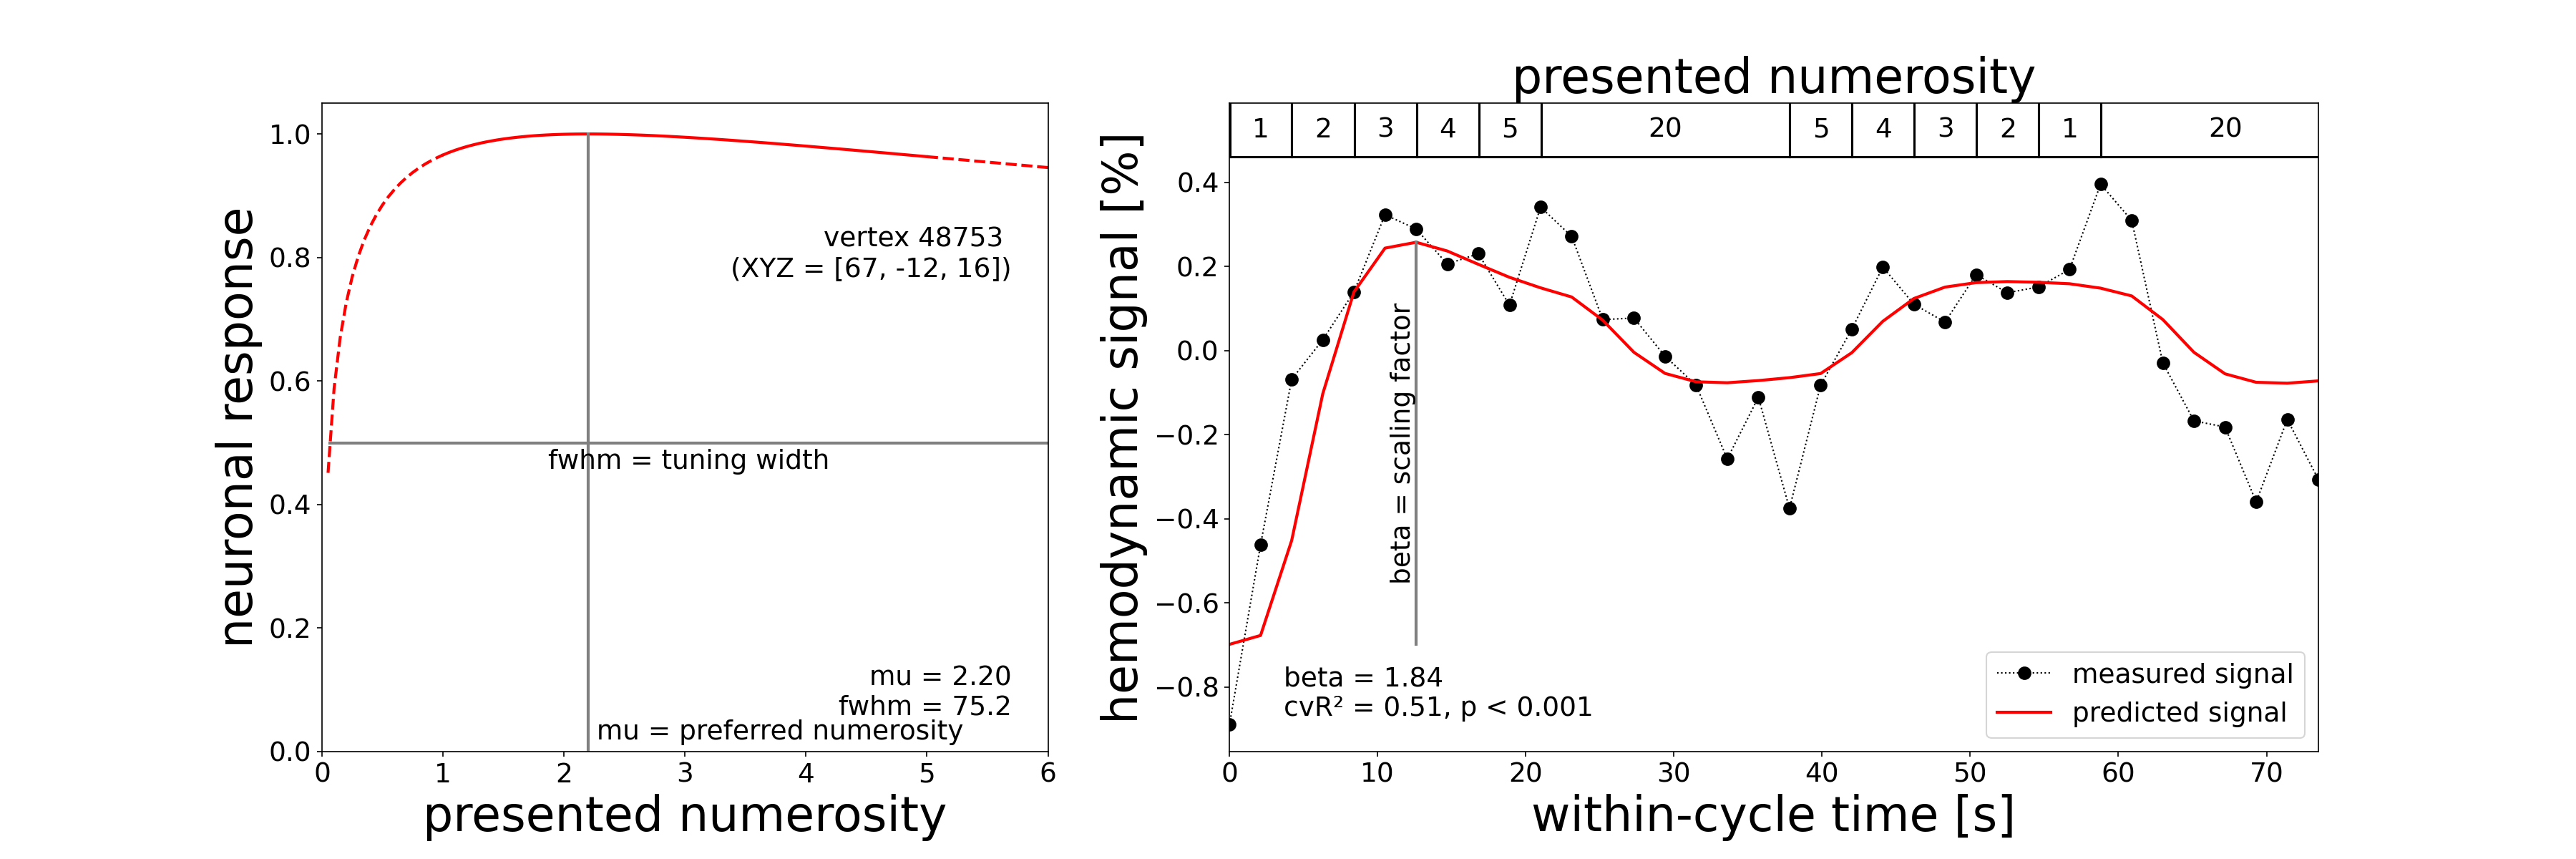 neuronal response
1.0
0.8
0.6
0.4
0.2
0.0
vertex 48753
(XYZ = [67, -12, 16])
fwhm = tuning width
mu = 2.20
fwhm = 75.2
mu = preferred numerosity
0 1 2 3 4 5 6
presented numerosity
presented numerosity
1 2 3 4 5 20 5 4 3 2 1 20
hemodynamic signal [%]
0.4
0.2
0.0
−0.2
−0.4
−0.6
−0.8
beta = scaling factor
beta = 1.84
cvR² = 0.51, p < 0.001
measured signal
predicted signal
0 10 20 30 40 50 60 70
within-cycle time [s]